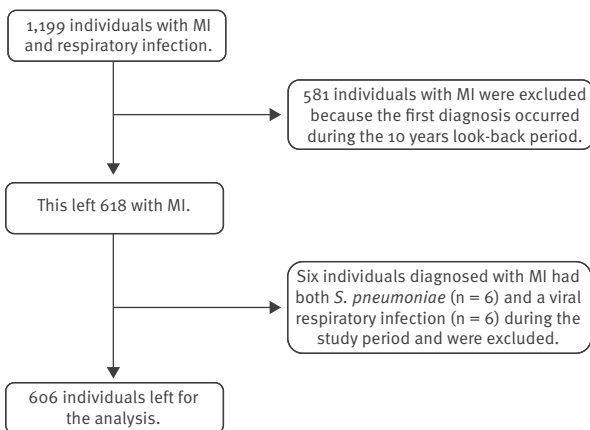 1,199 individuals with MI
and respiratory infection.
581 individuals with MI were excluded
because the first diagnosis occurred
during the 10 years look-back period.
This left 618 with MI.
Six individuals diagnosed with MI had
both S. pneumoniae (n = 6) and a viral
respiratory infection (n = 6) during the
study period and were excluded.
606 individuals left for
the analysis.